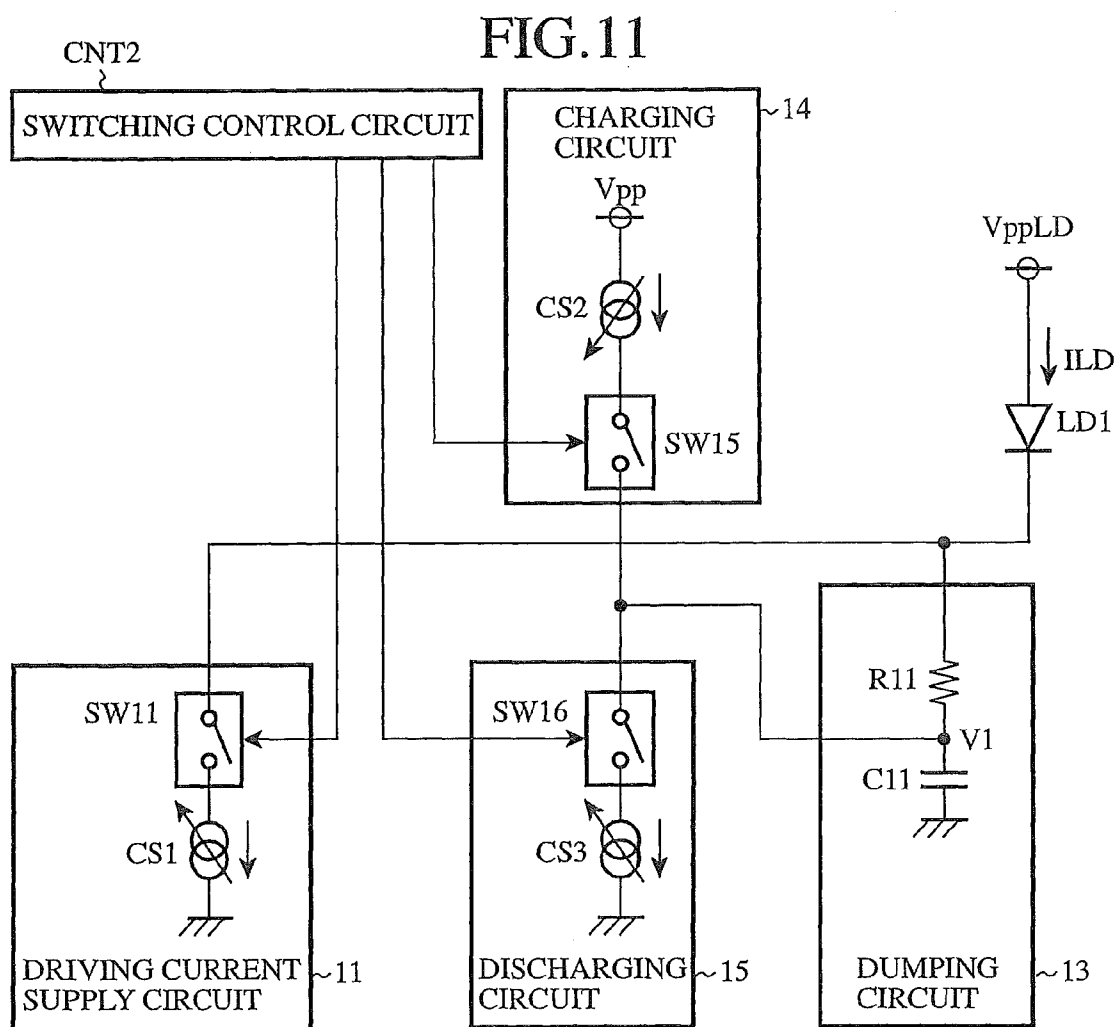 FIG.11
CNT2
SWITCHING CONTROL CIRCUIT
CHARGING
CIRCUIT
14
Vpp
CS2
SW15
VppLD
ILD
LD1
SW11
CS1
DRIVING CURRENT
SUPPLY CIRCUIT
11
SW16
CS3
DISCHARGING
CIRCUIT
15
R11
V1
C11
DUMPING
CIRCUIT
13